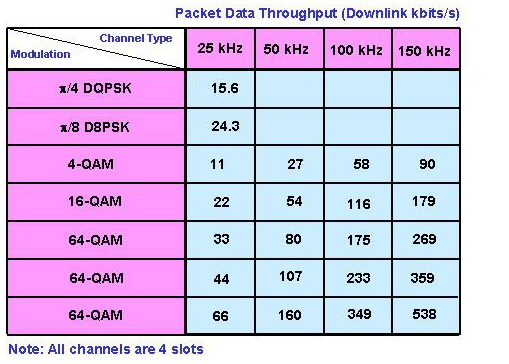 Packet Data Throughput (Downlink kbits/s)
Channel Type
Modulation
25 kHz 50 kHz 100 kHz 150 kHz
π/4 DQPSK 15.6
π/8 D8PSK 24.3
4-QAM 11 27 58 90
16-QAM 22 54 116 179
64-QAM 33 80 175 269
64-QAM 44 107 233 359
64-QAM 66 160 349 538
Note: All channels are 4 slots